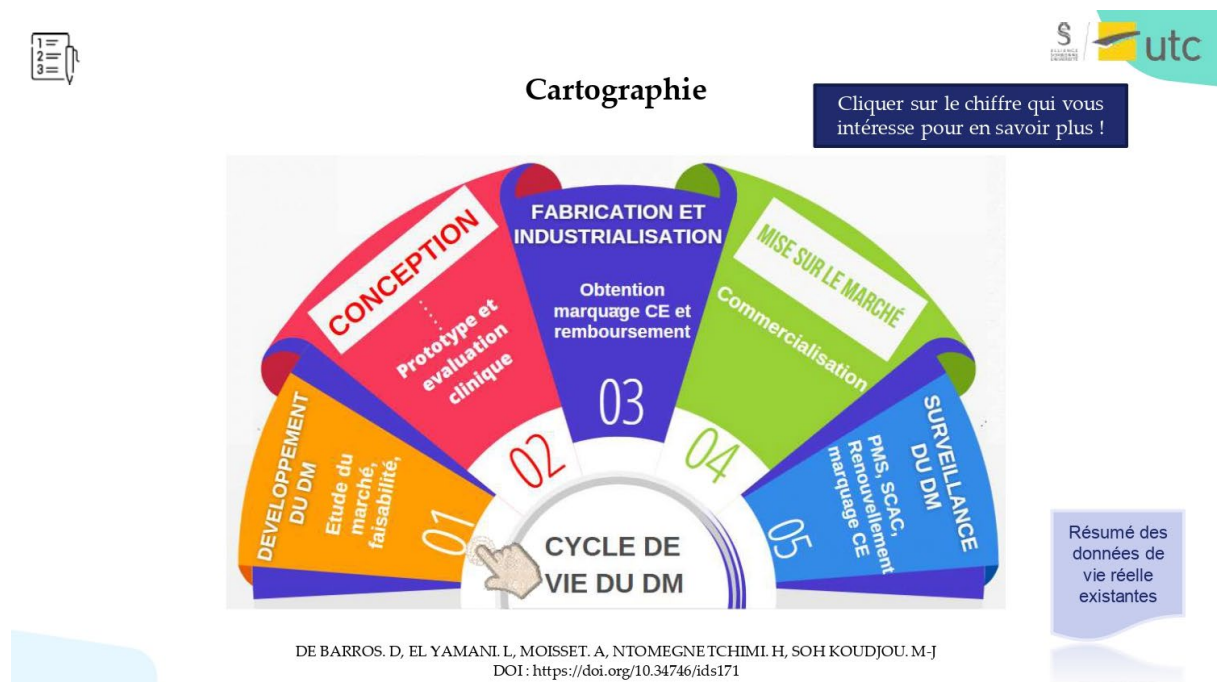 1=
2=
3=
utc
Cartographie
Cliquer sur le chiffre qui vous
intéresse pour en savoir plus !
DEVELOPPEMENT
DU DM
Etude du
marché,
faisabilité,
01
CONCEPTION
Prototype et
evaluation
clinique
02
FABRICATION ET
INDUSTRIALISATION
Obtention
marquage CE et
remboursement
03
MISE SUR LE MARCHÉ
Commercialisation
04
SURVEILLANCE
DU DM
PMS, SCAC,
Renouvellement
marquage CE
05
CYCLE DE
VIE DU DM
Résumé des
données de
vie réelle
existantes
DE BARROS. D, EL YAMANI. L, MOISSET. A, NTOMEGNE TCHIMI. H, SOH KOUDJOU. M-J
DOI : https://doi.org/10.34746/ids171